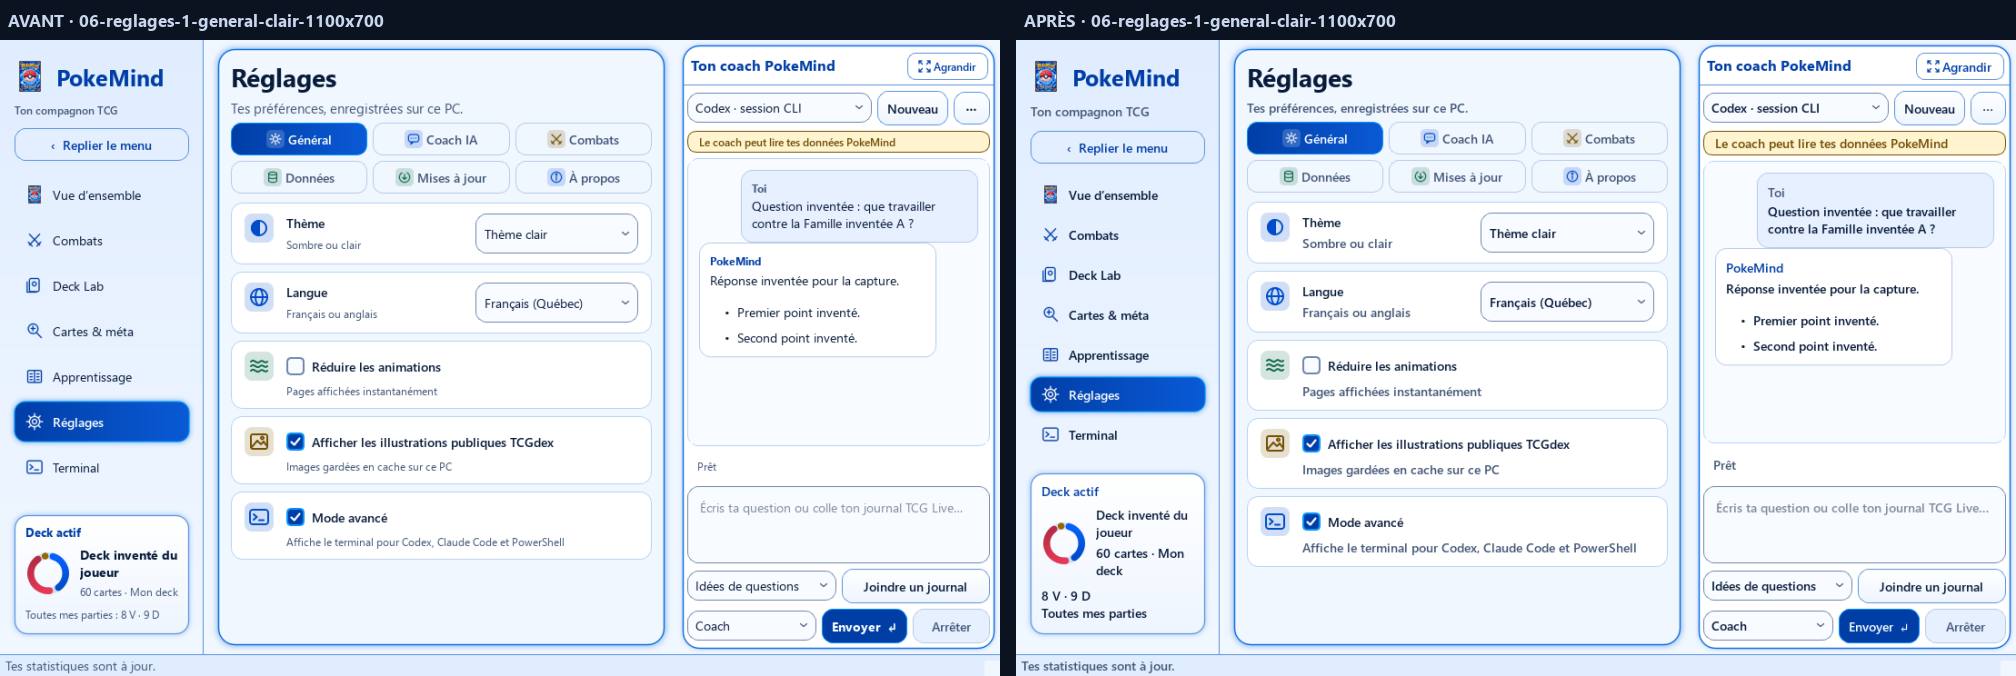 AVANT · 06-reglages-1-general-clair-1100x700
PokeMind
Ton compagnon TCG
‹ Replier le menu
Vue d'ensemble
Combats
Deck Lab
Cartes & méta
Apprentissage
Réglages
Terminal
Deck actif
Deck inventé du
joueur
60 cartes · Mon deck
Toutes mes parties : 8 V · 9 D
Réglages
Tes préférences, enregistrées sur ce PC.
Général
Coach IA
Combats
Données
Mises à jour
À propos
Thème
Sombre ou clair
Thème clair
Langue
Français ou anglais
Français (Québec)
Réduire les animations
Pages affichées instantanément
Afficher les illustrations publiques TCGdex
Images gardées en cache sur ce PC
Mode avancé
Affiche le terminal pour Codex, Claude Code et PowerShell
Ton coach PokeMind
Agrandir
Codex · session CLI
Nouveau
...
Le coach peut lire tes données PokeMind
Toi
Question inventée : que travailler
contre la Famille inventée A ?
PokeMind
Réponse inventée pour la capture.
• Premier point inventé.
• Second point inventé.
Prêt
Écris ta question ou colle ton journal TCG Live...
Idées de questions
Joindre un journal
Coach
Envoyer ↲
Arrêter
Tes statistiques sont à jour.
APRÈS · 06-reglages-1-general-clair-1100x700
PokeMind
Ton compagnon TCG
‹ Replier le menu
Vue d'ensemble
Combats
Deck Lab
Cartes & méta
Apprentissage
Réglages
Terminal
Deck actif
Deck inventé du
joueur
60 cartes · Mon
deck
8 V · 9 D
Toutes mes parties
Réglages
Tes préférences, enregistrées sur ce PC.
Général
Coach IA
Combats
Données
Mises à jour
À propos
Thème
Sombre ou clair
Thème clair
Langue
Français ou anglais
Français (Québec)
Réduire les animations
Pages affichées instantanément
Afficher les illustrations publiques TCGdex
Images gardées en cache sur ce PC
Mode avancé
Affiche le terminal pour Codex, Claude Code et PowerShell
Ton coach PokeMind
Agrandir
Codex · session CLI
Nouveau
...
Le coach peut lire tes données PokeMind
Toi
Question inventée : que travailler
contre la Famille inventée A ?
PokeMind
Réponse inventée pour la capture.
• Premier point inventé.
• Second point inventé.
Prêt
Écris ta question ou colle ton journal TCG Live...
Idées de questions
Joindre un journal
Coach
Envoyer ↲
Arrêter
Tes statistiques sont à jour.